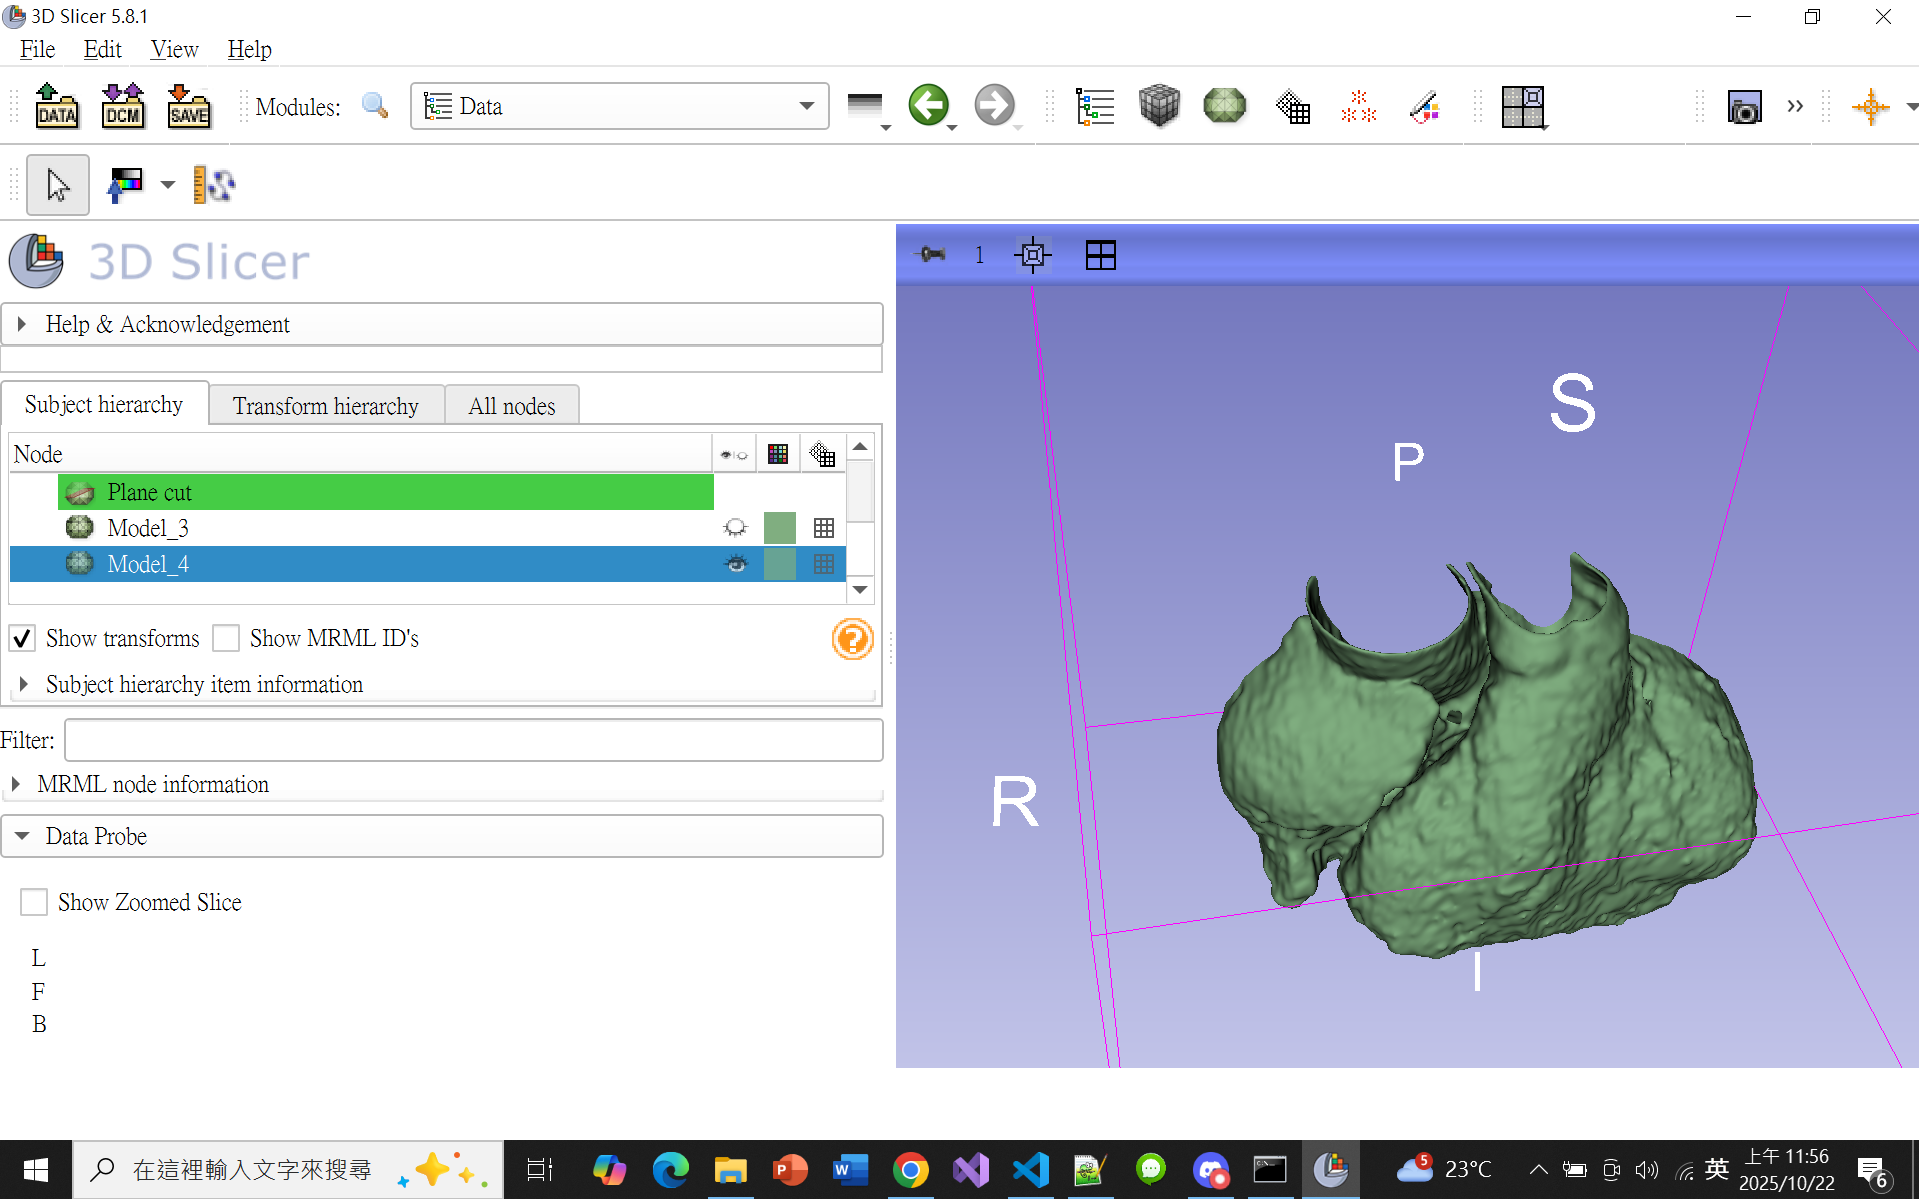 3D Slicer 5.8.1
File Edit View Help
DATA DCM SAVE Modules: Data
3D Slicer
1
Help & Acknowledgement
Subject hierarchy Transform hierarchy All nodes
Node
Plane cut
Model_3
Model_4
Show transforms Show MRML ID's
Subject hierarchy item information
Filter:
MRML node information
Data Probe
Show Zoomed Slice
L
F
B
S
P
R
I
在這裡輸入文字來搜尋
5 23°C 英 上午 11:56
2025/10/22 6